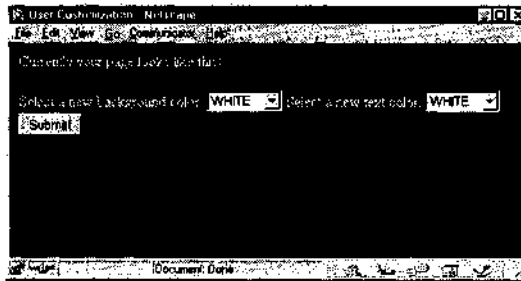 User Customization - Netscape
File Edit View Go Communicator Help
Currently your page looks like this!
Select a new background color: WHITE Select a new text color: WHITE
Submit
Document: Done